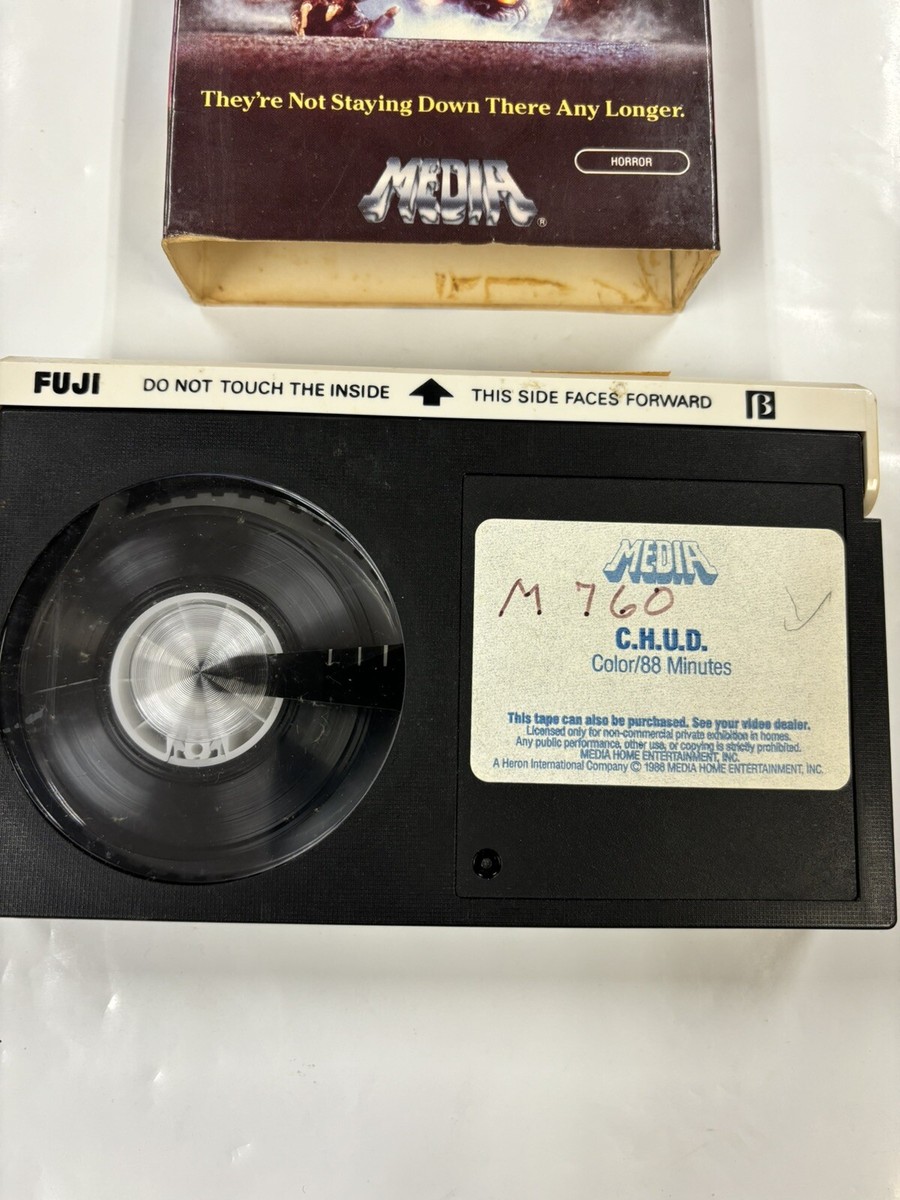 They're Not Staying Down There Any Longer.
HORROR
MEDIA®
FUJI DO NOT TOUCH THE INSIDE THIS SIDE FACES FORWARD β
MEDIA
M 760
C.H.U.D.
Color/88 Minutes
This tape can also be purchased. See your video dealer.
Licensed only for non-commercial private exhibition in homes.
Any public performance, other use, or copying is strictly prohibited.
MEDIA HOME ENTERTAINMENT, INC.
A Heron International Company © 1986 MEDIA HOME ENTERTAINMENT, INC.